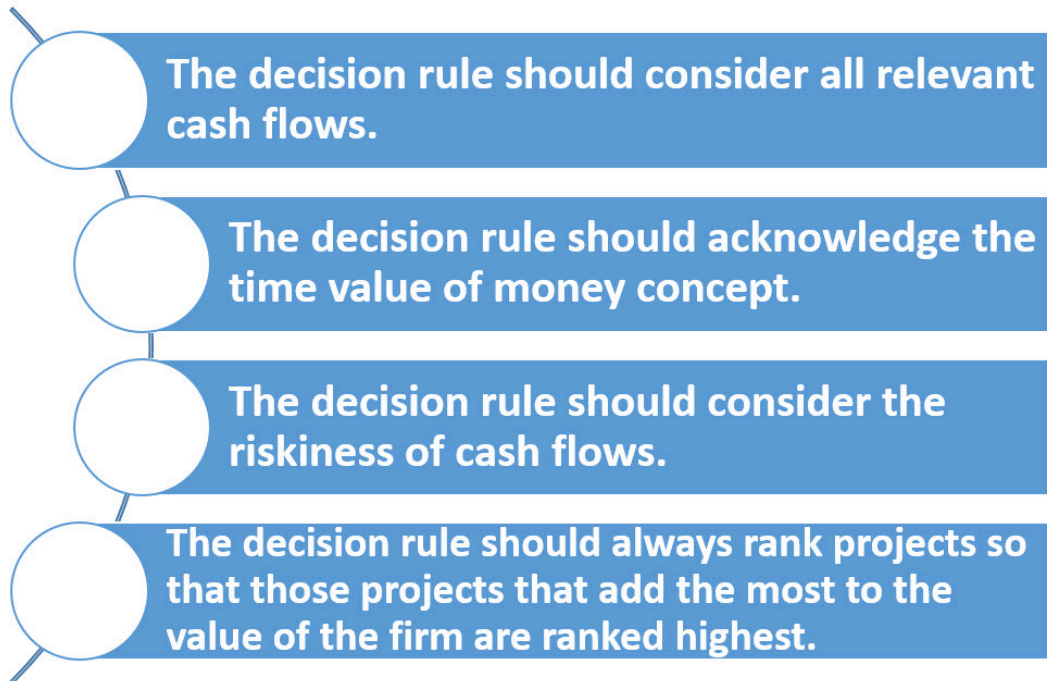 The decision rule should consider all relevant
cash flows.
The decision rule should acknowledge the
time value of money concept.
The decision rule should consider the
riskiness of cash flows.
The decision rule should always rank projects so
that those projects that add the most to the
value of the firm are ranked highest.